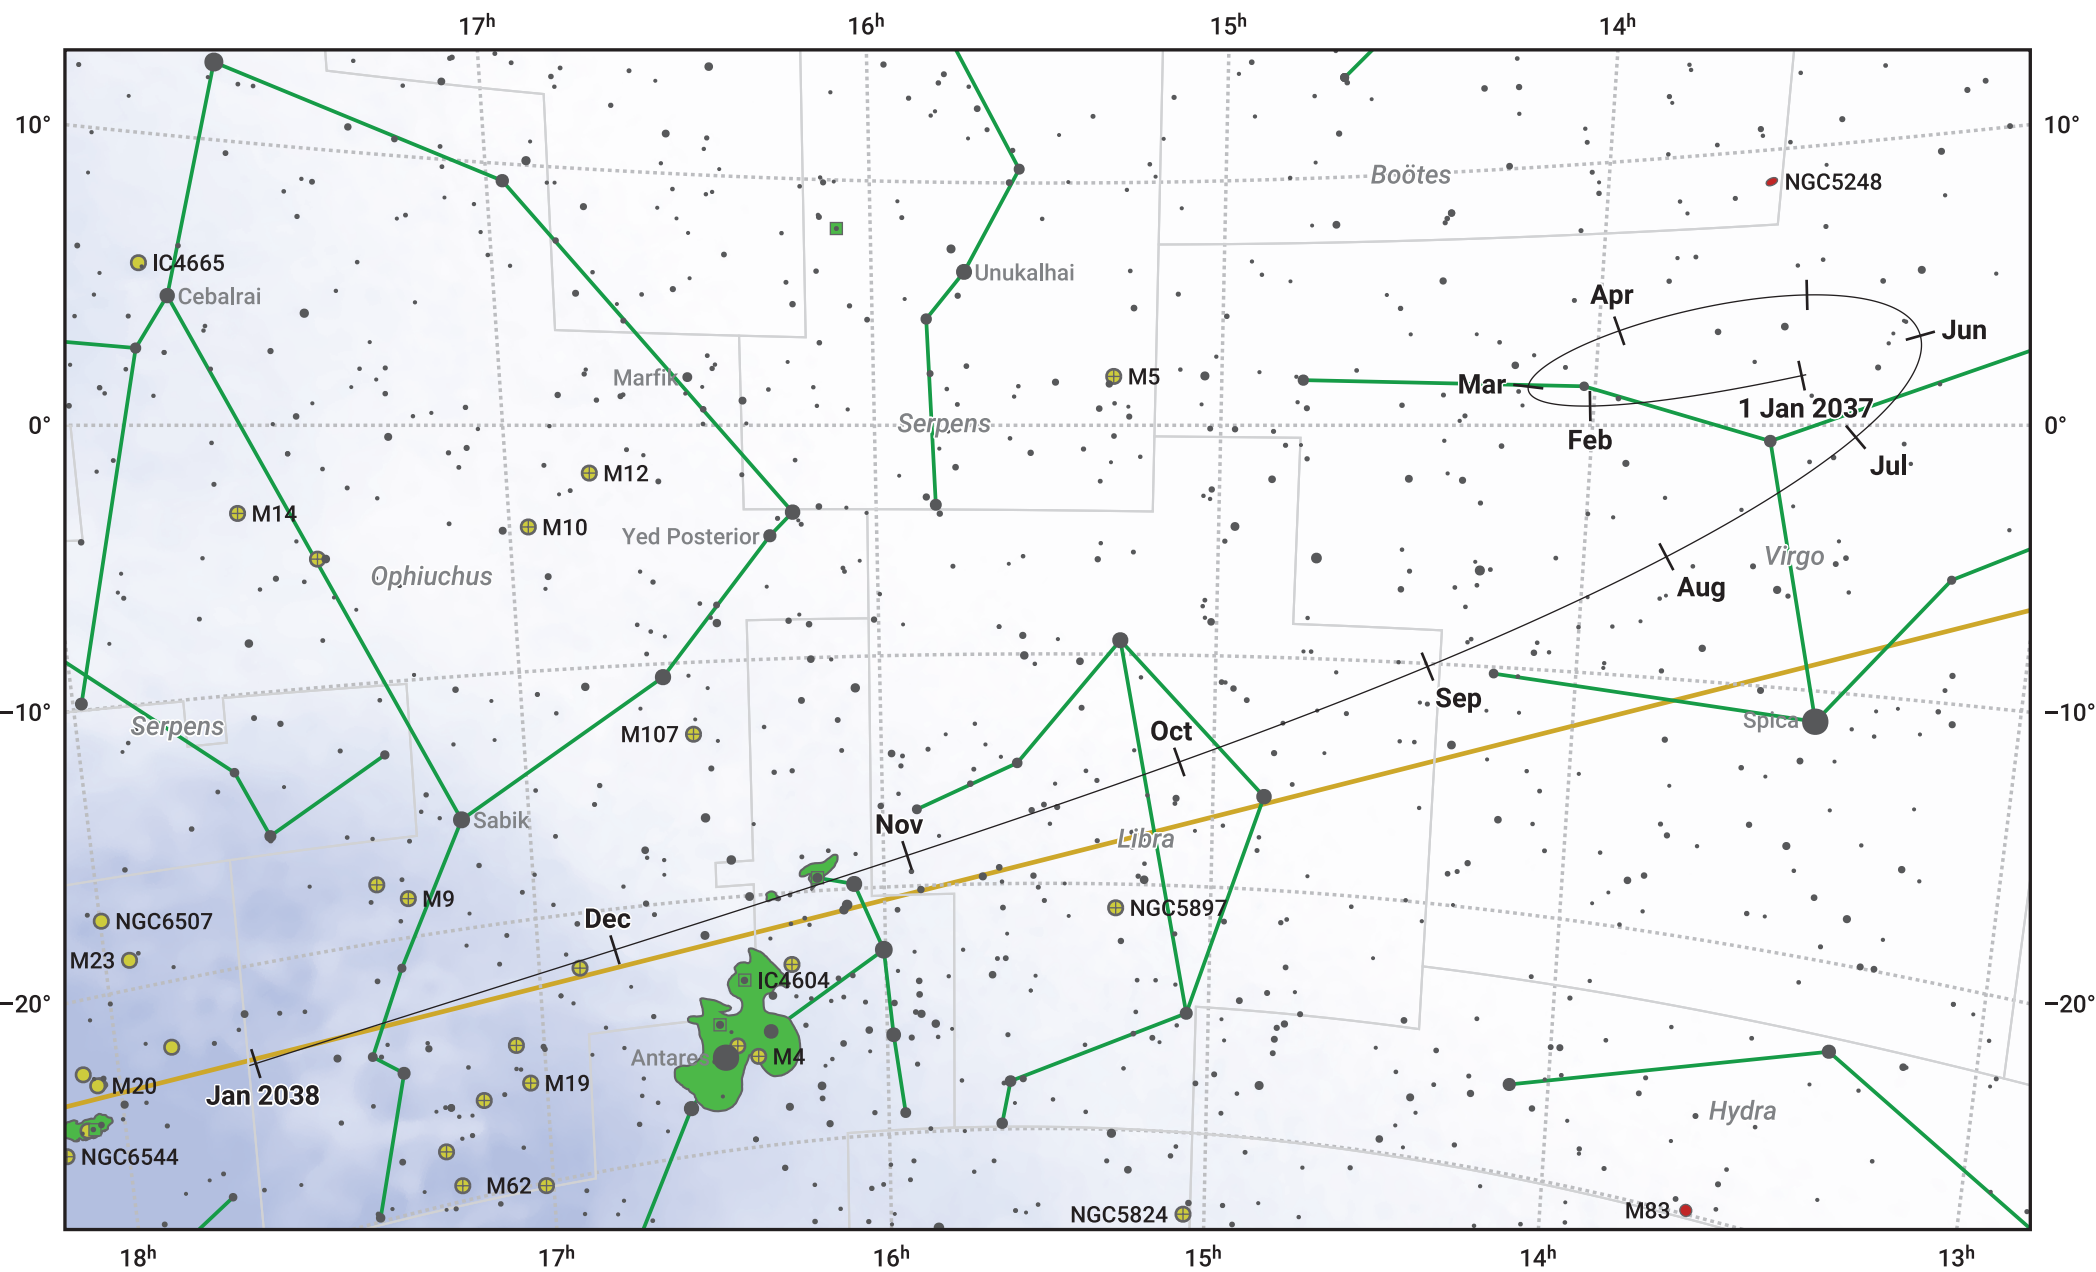 17h
16h
15h
14h
10°
10°
Boötes
NGC5248
IC4665
Cebalrai
Unukalhai
Apr
Jun
Marfik
M5
Mar
1 Jan 2037
Serpens
0°
0°
Feb
Jul
M12
M14
M10
Yed Posterior
Ophiuchus
Virgo
Aug
Sep
−10°
−10°
Serpens
M107
Oct
Spica
Sabik
Nov
Libra
M9
NGC5897
NGC6507
Dec
M23
IC4604
−20°
−20°
Antares
M4
M20
M19
Jan 2038
Hydra
NGC6544
M62
NGC5824
M83
18h
17h
16h
15h
14h
13h